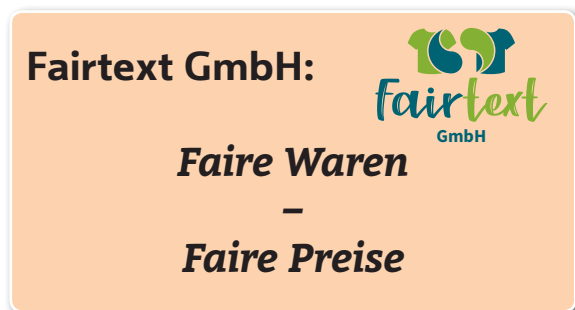 Fairtext GmbH:
Fairtext
GmbH
Faire Waren
–
Faire Preise